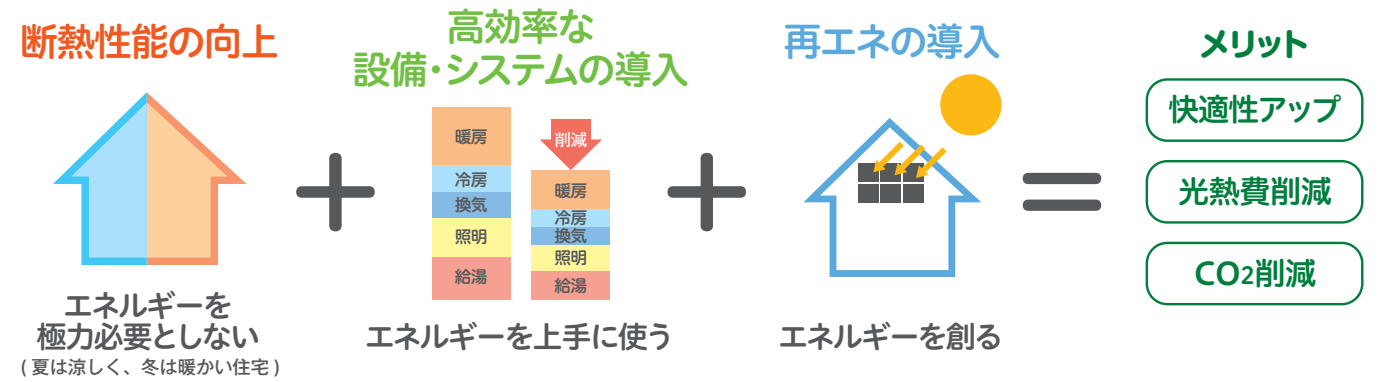 断熱性能の向上
エネルギーを
極力必要としない
(夏は涼しく、冬は暖かい住宅)
高効率な
設備・システムの導入
暖房
冷房
換気
照明
給湯
削減
暖房
冷房
換気
照明
給湯
エネルギーを上手に使う
再エネの導入
エネルギーを創る
メリット
快適性アップ
光熱費削減
CO2削減